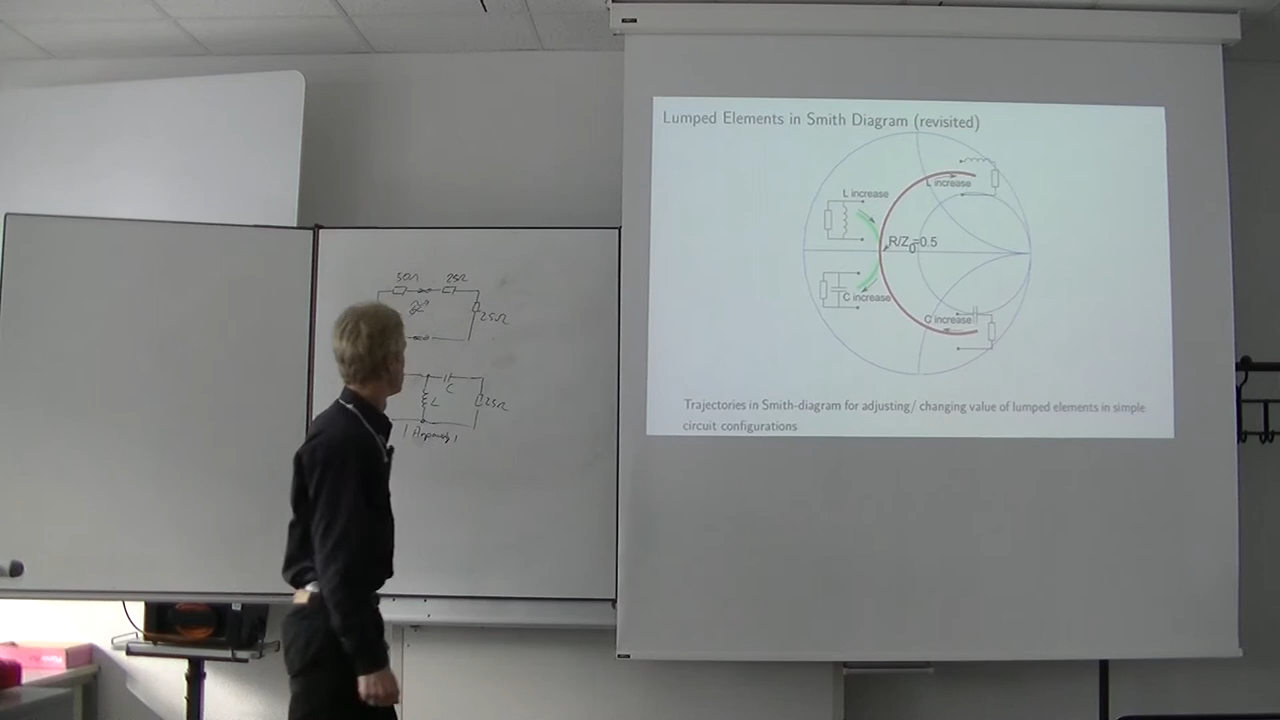 50Ω 25Ω
25Ω
C
L 25Ω
Lumped Elements in Smith Diagram (revisited)
L increase
L increase
R/Z0=0.5
C increase
C increase
Trajectories in Smith-diagram for adjusting/ changing value of lumped elements in simple
circuit configurations